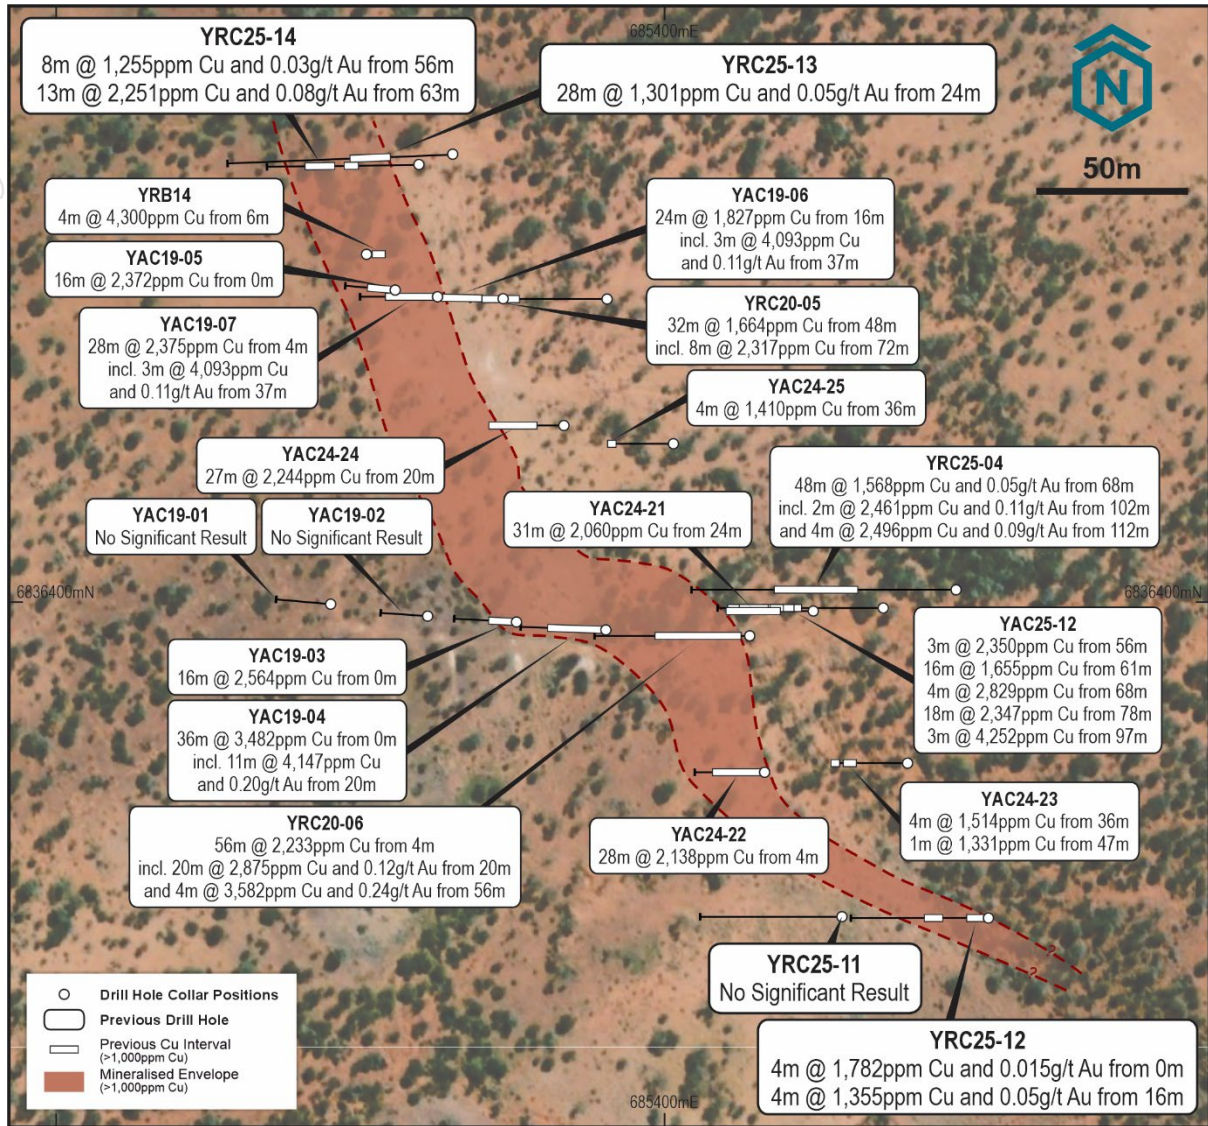 685400mE
N
50m
YRC25-14
8m @ 1,255ppm Cu and 0.03g/t Au from 56m
13m @ 2,251ppm Cu and 0.08g/t Au from 63m
YRC25-13
28m @ 1,301ppm Cu and 0.05g/t Au from 24m
YRB14
4m @ 4,300ppm Cu from 6m
YAC19-06
24m @ 1,827ppm Cu from 16m
incl. 3m @ 4,093ppm Cu
and 0.11g/t Au from 37m
YAC19-05
16m @ 2,372ppm Cu from 0m
YRC20-05
32m @ 1,664ppm Cu from 48m
incl. 8m @ 2,317ppm Cu from 72m
YAC19-07
28m @ 2,375ppm Cu from 4m
incl. 3m @ 4,093ppm Cu
and 0.11g/t Au from 37m
YAC24-25
4m @ 1,410ppm Cu from 36m
YAC24-24
27m @ 2,244ppm Cu from 20m
YRC25-04
48m @ 1,568ppm Cu and 0.05g/t Au from 68m
incl. 2m @ 2,461ppm Cu and 0.11g/t Au from 102m
and 4m @ 2,496ppm Cu and 0.09g/t Au from 112m
YAC24-21
31m @ 2,060ppm Cu from 24m
YAC19-01
No Significant Result
YAC19-02
No Significant Result
6836400mN
6836400mN
YAC25-12
3m @ 2,350ppm Cu from 56m
16m @ 1,655ppm Cu from 61m
4m @ 2,829ppm Cu from 68m
18m @ 2,347ppm Cu from 78m
3m @ 4,252ppm Cu from 97m
YAC19-03
16m @ 2,564ppm Cu from 0m
YAC19-04
36m @ 3,482ppm Cu from 0m
incl. 11m @ 4,147ppm Cu
and 0.20g/t Au from 20m
YAC24-23
4m @ 1,514ppm Cu from 36m
1m @ 1,331ppm Cu from 47m
YRC20-06
56m @ 2,233ppm Cu from 4m
incl. 20m @ 2,875ppm Cu and 0.12g/t Au from 20m
and 4m @ 3,582ppm Cu and 0.24g/t Au from 56m
YAC24-22
28m @ 2,138ppm Cu from 4m
?
?
YRC25-11
No Significant Result
YRC25-12
4m @ 1,782ppm Cu and 0.015g/t Au from 0m
4m @ 1,355ppm Cu and 0.05g/t Au from 16m
Drill Hole Collar Positions
Previous Drill Hole
Previous Cu Interval
(>1,000ppm Cu)
Mineralised Envelope
(>1,000ppm Cu)
685400mE